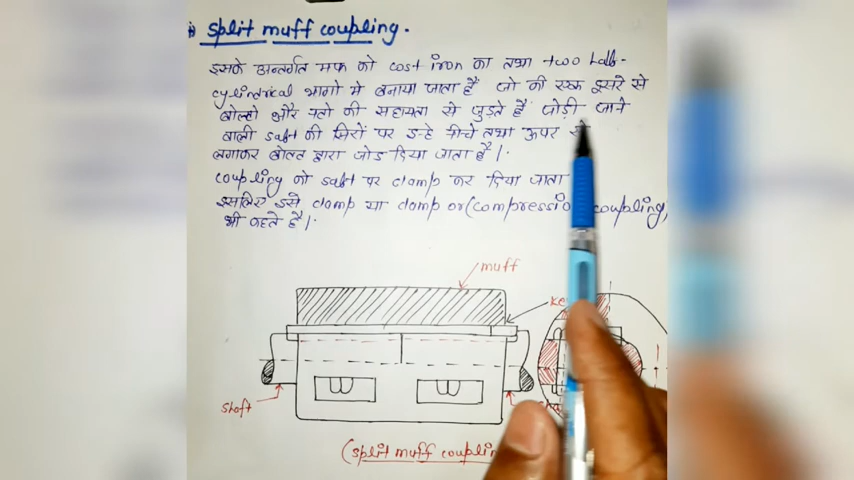 ii) split muff coupling.
इसके अन्तर्गत मफ को cost iron का तथा two half-
cylindrical भागो मे बनाया जाता है जो की एक दूसरे से
बोल्टो और नटो की सहायता से जुड़ते है जोड़ी जाने
वाली saft की सिरों पर इन्हे नीचे तथा ऊपर से
लगाकर बोल्ट द्वारा जोड दिया जाता है।
coupling को saft पर clamp कर दिया जाता
इसलिए इसे clamp या clamp or (compression coupling)
भी कहते है।
muff
shaft
(split muff coupling